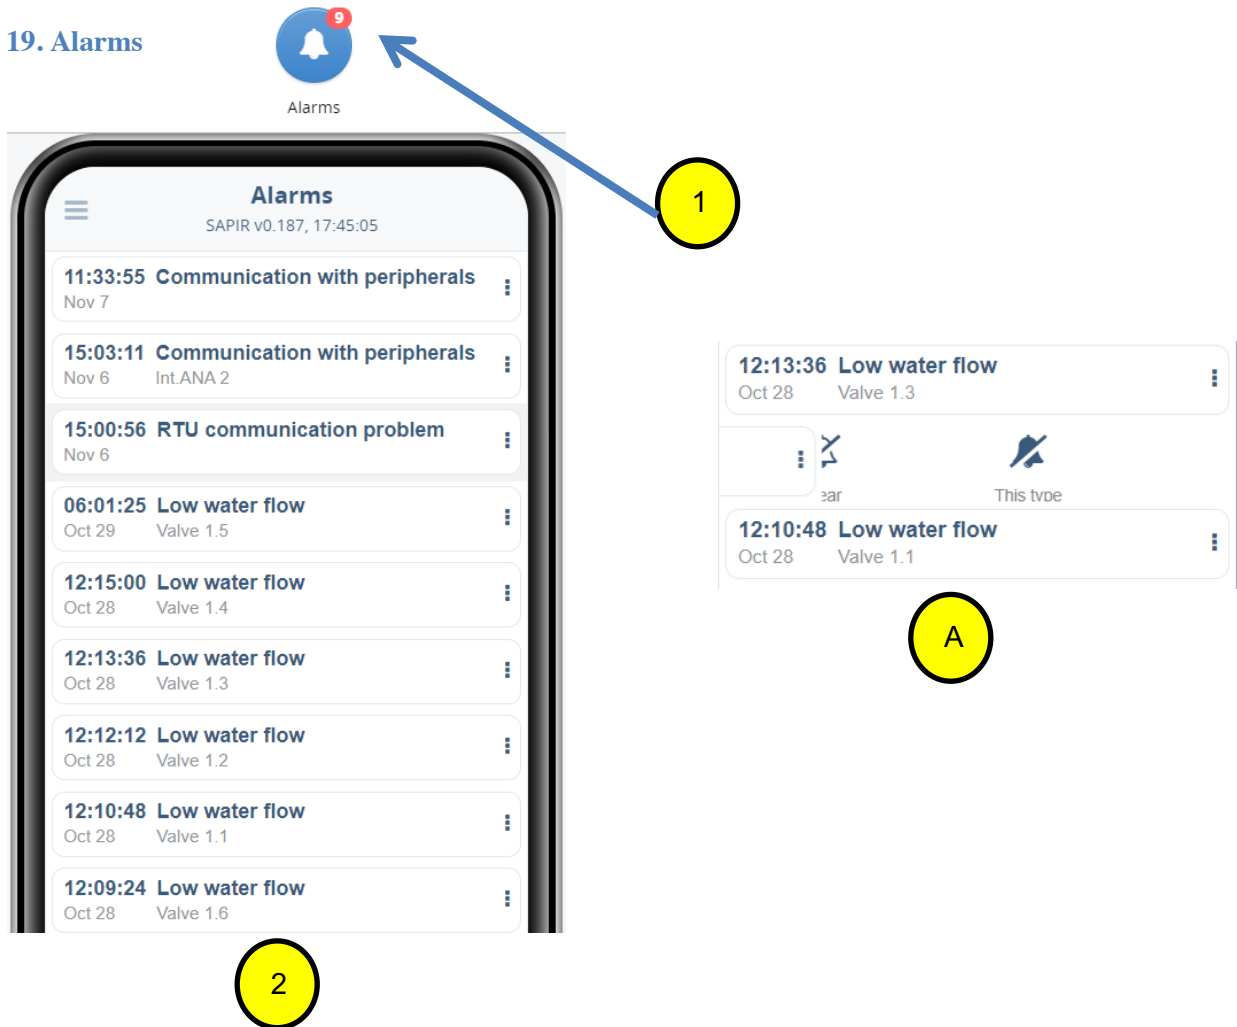 19. Alarms
9
Alarms
1
Alarms
SAPIR v0.187, 17:45:05
11:33:55 Communication with peripherals
Nov 7
15:03:11 Communication with peripherals
Nov 6 Int.ANA 2
15:00:56 RTU communication problem
Nov 6
06:01:25 Low water flow
Oct 29 Valve 1.5
12:15:00 Low water flow
Oct 28 Valve 1.4
12:13:36 Low water flow
Oct 28 Valve 1.3
12:12:12 Low water flow
Oct 28 Valve 1.2
12:10:48 Low water flow
Oct 28 Valve 1.1
12:09:24 Low water flow
Oct 28 Valve 1.6
2
12:13:36 Low water flow
Oct 28 Valve 1.3
ear This type
12:10:48 Low water flow
Oct 28 Valve 1.1
A